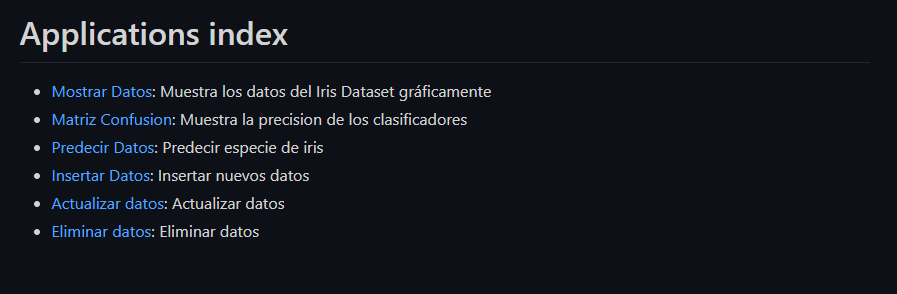 Applications index
Mostrar Datos: Muestra los datos del Iris Dataset gráficamente
Matriz Confusion: Muestra la precision de los clasificadores
Predecir Datos: Predecir especie de iris
Insertar Datos: Insertar nuevos datos
Actualizar datos: Actualizar datos
Eliminar datos: Eliminar datos